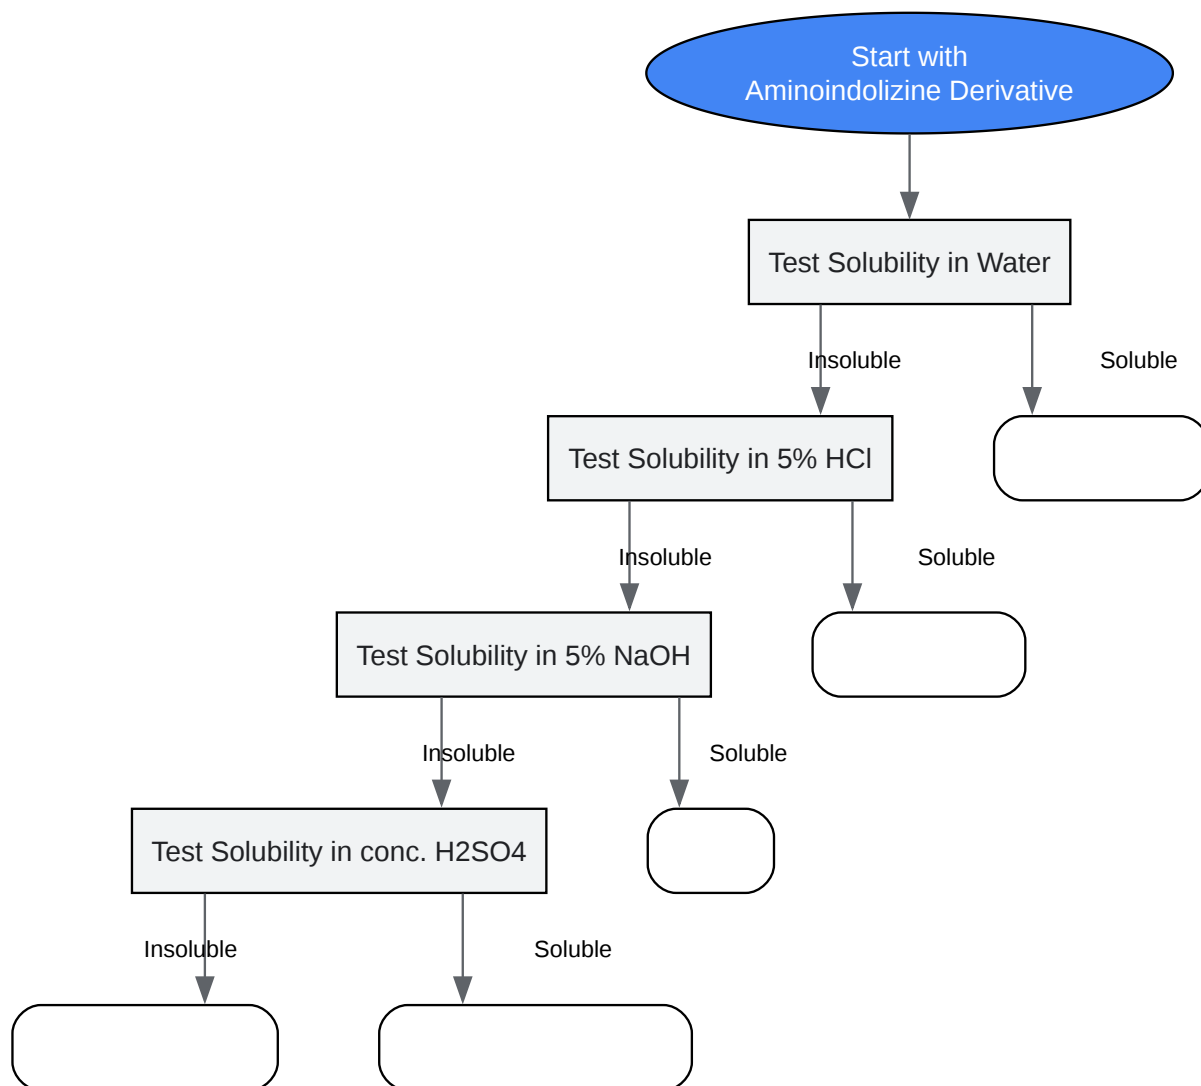 Start with
Aminoindolizine Derivative
Test Solubility in Water
Insoluble
Soluble
Test Solubility in 5% HCl
Insoluble
Soluble
Test Solubility in 5% NaOH
Insoluble
Soluble
Test Solubility in conc. H2SO4
Insoluble
Soluble